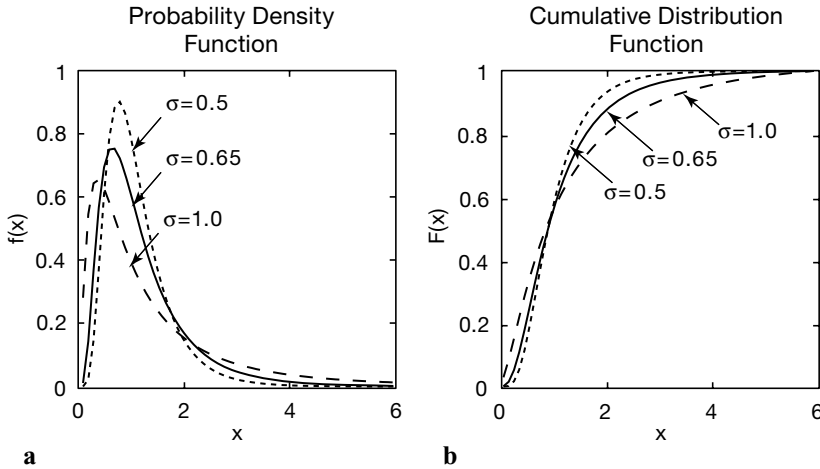 Probability Density
Function
1
0.8
0.6
0.4
0.2
0
0
2
4
6
f(x)
x
σ=0.5
σ=0.65
σ=1.0
a
Cumulative Distribution
Function
1
0.8
0.6
0.4
0.2
0
0
2
4
6
F(x)
x
σ=1.0
σ=0.65
σ=0.5
b